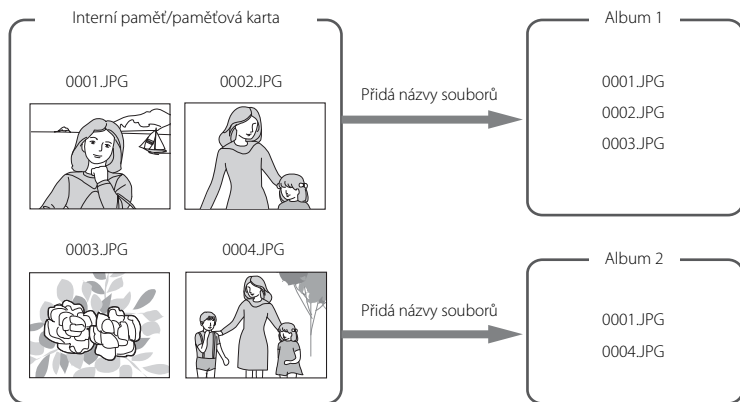 Interní paměť/paměťová karta
0001.JPG
0002.JPG
0003.JPG
0004.JPG
Přidá názvy souborů
Album 1
0001.JPG
0002.JPG
0003.JPG
Přidá názvy souborů
Album 2
0001.JPG
0004.JPG